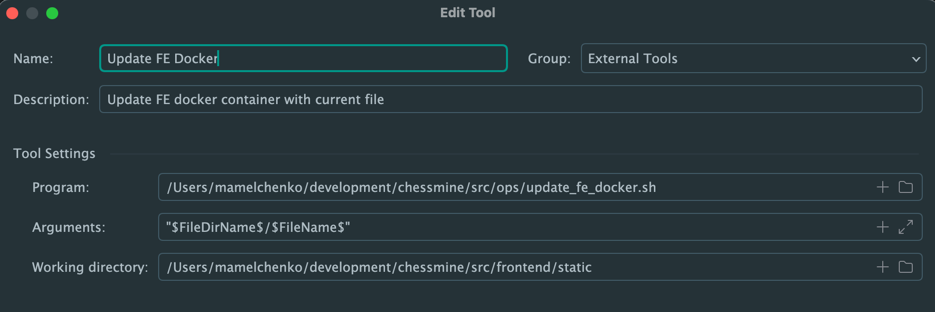 Edit Tool
Name: Update FE Docker Group: External Tools
Description: Update FE docker container with current file
Tool Settings
Program: /Users/mamelchenko/development/chessmine/src/ops/update_fe_docker.sh
Arguments: "$FileDirName$/$FileName$"
Working directory: /Users/mamelchenko/development/chessmine/src/frontend/static